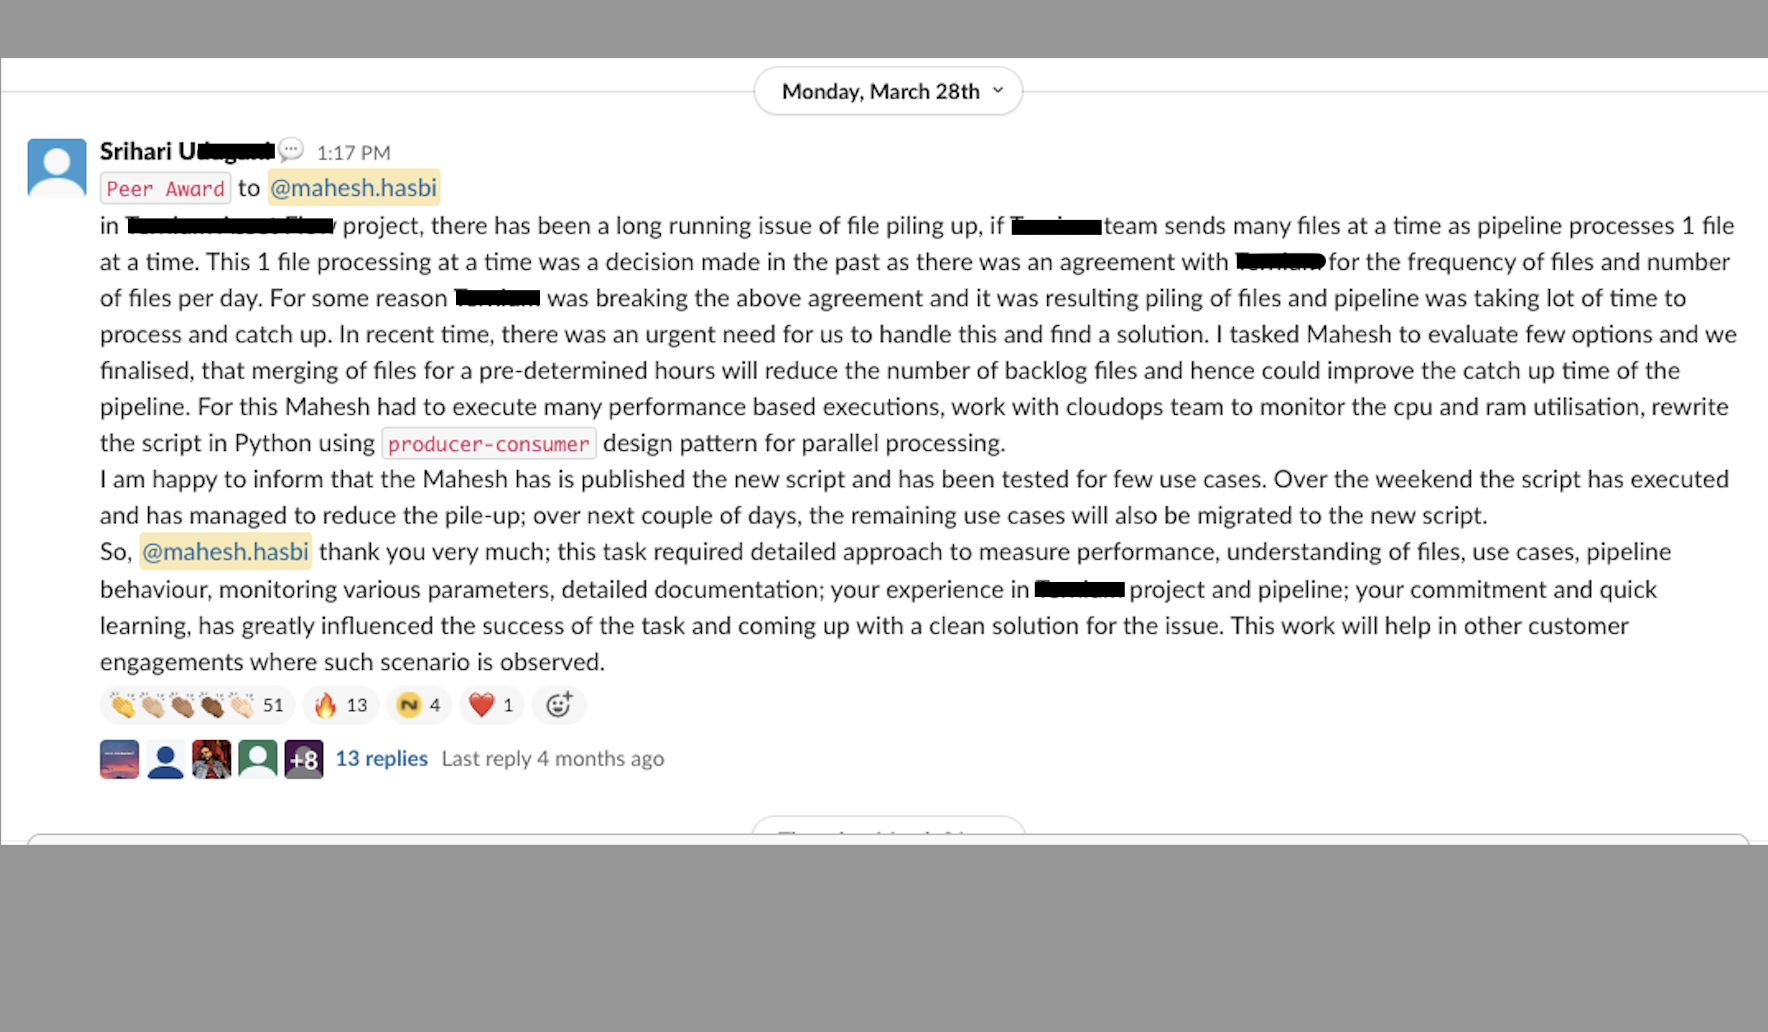 Monday, March 28th
Srihari 1:17 PM
Peer Award to @mahesh.hasbi
in project, there has been a long running issue of file piling up, if team sends many files at a time as pipeline processes 1 file
at a time. This 1 file processing at a time was a decision made in the past as there was an agreement with for the frequency of files and number
of files per day. For some reason was breaking the above agreement and it was resulting piling of files and pipeline was taking lot of time to
process and catch up. In recent time, there was an urgent need for us to handle this and find a solution. I tasked Mahesh to evaluate few options and we
finalised, that merging of files for a pre-determined hours will reduce the number of backlog files and hence could improve the catch up time of the
pipeline. For this Mahesh had to execute many performance based executions, work with cloudops team to monitor the cpu and ram utilisation, rewrite
the script in Python using producer-consumer design pattern for parallel processing.
I am happy to inform that the Mahesh has is published the new script and has been tested for few use cases. Over the weekend the script has executed
and has managed to reduce the pile-up; over next couple of days, the remaining use cases will also be migrated to the new script.
So, @mahesh.hasbi thank you very much; this task required detailed approach to measure performance, understanding of files, use cases, pipeline
behaviour, monitoring various parameters, detailed documentation; your experience in project and pipeline; your commitment and quick
learning, has greatly influenced the success of the task and coming up with a clean solution for the issue. This work will help in other customer
engagements where such scenario is observed.
51 13 4 1
+8 13 replies Last reply 4 months ago